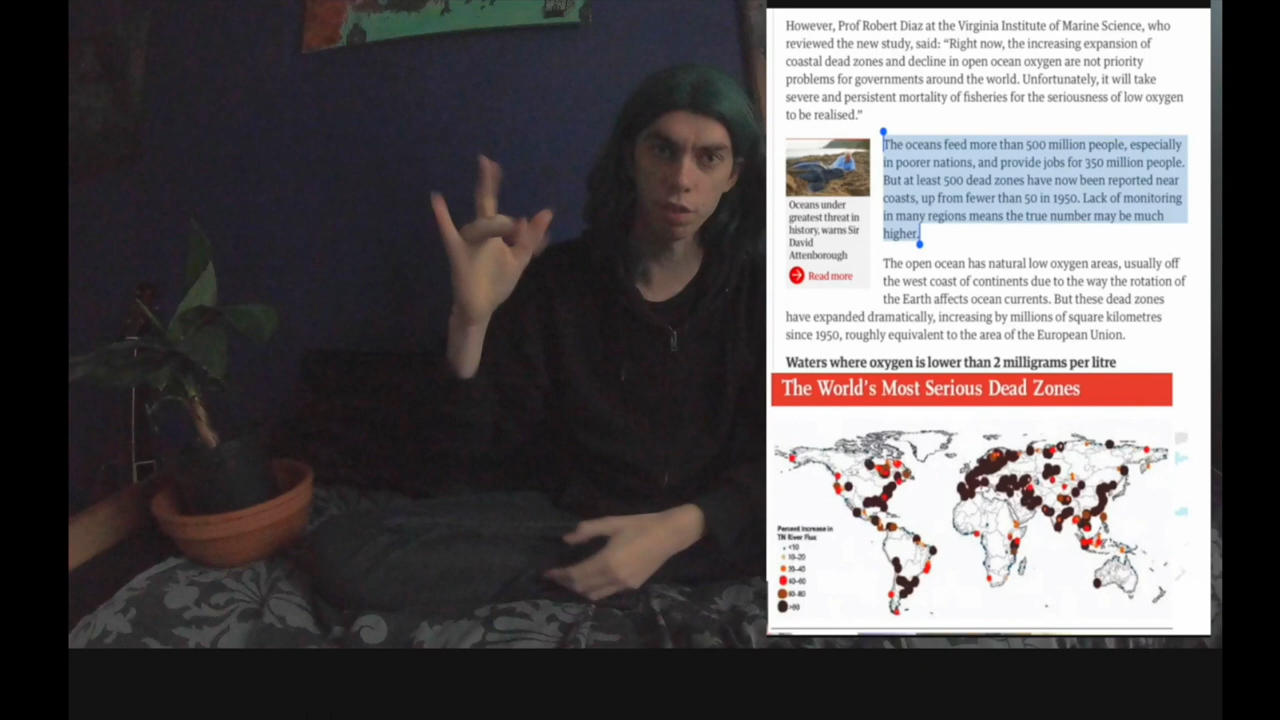 However, Prof Robert Diaz at the Virginia Institute of Marine Science, who
reviewed the new study, said: “Right now, the increasing expansion of
coastal dead zones and decline in open ocean oxygen are not priority
problems for governments around the world. Unfortunately, it will take
severe and persistent mortality of fisheries for the seriousness of low oxygen
to be realised.”
Oceans under
greatest threat in
history, warns Sir
David
Attenborough
Read more
The oceans feed more than 500 million people, especially
in poorer nations, and provide jobs for 350 million people.
But at least 500 dead zones have now been reported near
coasts, up from fewer than 50 in 1950. Lack of monitoring
in many regions means the true number may be much
higher.
The open ocean has natural low oxygen areas, usually off
the west coast of continents due to the way the rotation of
the Earth affects ocean currents. But these dead zones
have expanded dramatically, increasing by millions of square kilometres
since 1950, roughly equivalent to the area of the European Union.
Waters where oxygen is lower than 2 milligrams per litre
The World's Most Serious Dead Zones
Percent Increase in
TN River Flux
<10
10–20
20–40
40–60
60–80
>80